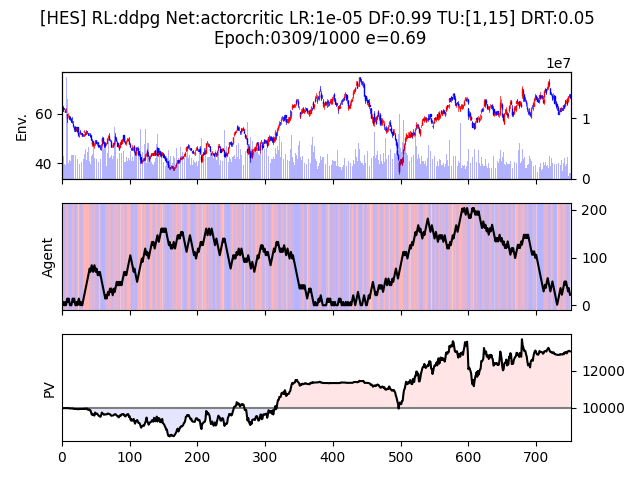 [HES] RL:ddpg Net:actorcritic LR:1e-05 DF:0.99 TU:[1,15] DRT:0.05
Epoch:0309/1000 e=0.69
1e7
Env.
60
40
1
0
Agent
200
100
0
PV
12000
10000
0 100 200 300 400 500 600 700